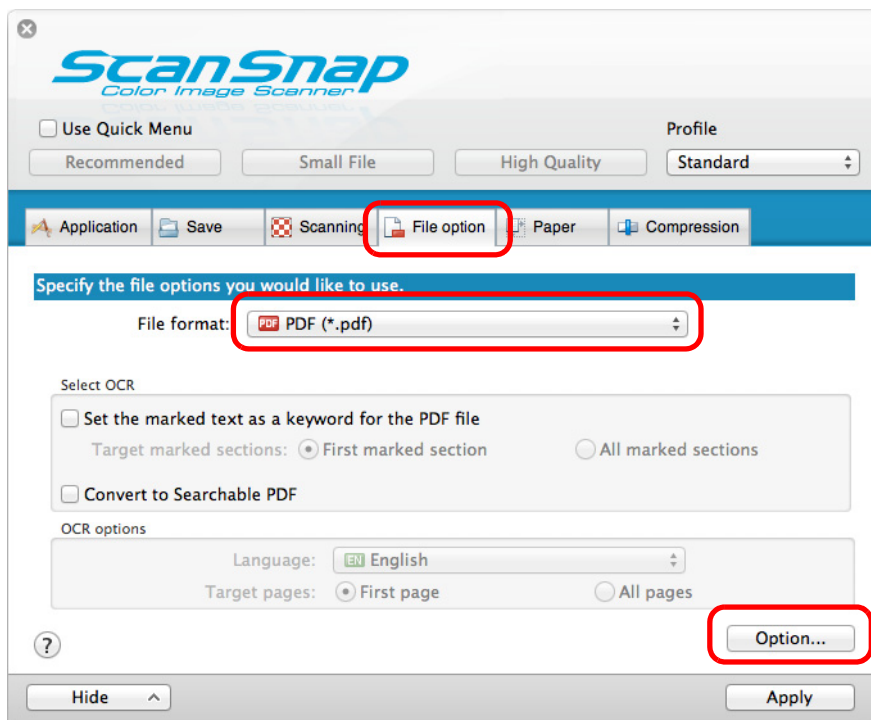 ScanSnap
Color Image Scanner
Use Quick Menu
Profile
Recommended Small File High Quality Standard
Application Save Scanning File option Paper Compression
Specify the file options you would like to use.
File format: PDF PDF (*.pdf)
Select OCR
Set the marked text as a keyword for the PDF file
Target marked sections: First marked section All marked sections
Convert to Searchable PDF
OCR options
Language: EN English
Target pages: First page All pages
? Option...
Hide Apply